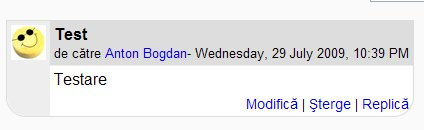 Test
de către Anton Bogdan- Wednesday, 29 July 2009, 10:39 PM
Testare
Modifică | Şterge | Replică